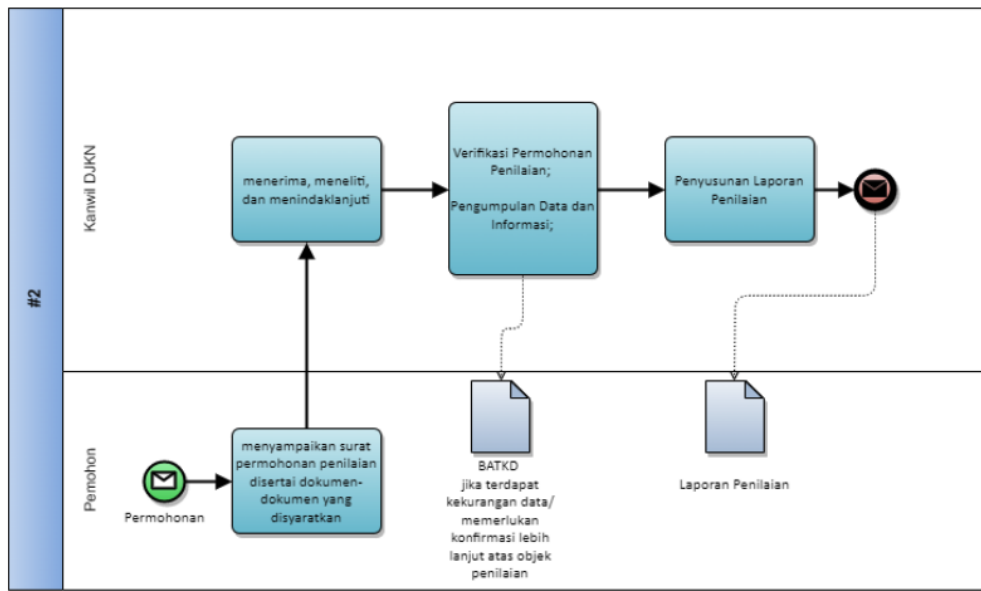 #2
Kanwil DJKN
menerima, meneliti,
dan menindaklanjuti
Verifikasi Permohonan
Penilaian;
Pengumpulan Data dan
Informasi;
Penyusunan Laporan
Penilaian
Pemohon
Permohonan
menyampaikan surat
permohonan penilaian
disertai dokumen-
dokumen yang
disyaratkan
BATKD
jika terdapat
kekurangan data/
memerlukan
konfirmasi lebih
lanjut atas objek
penilaian
Laporan Penilaian